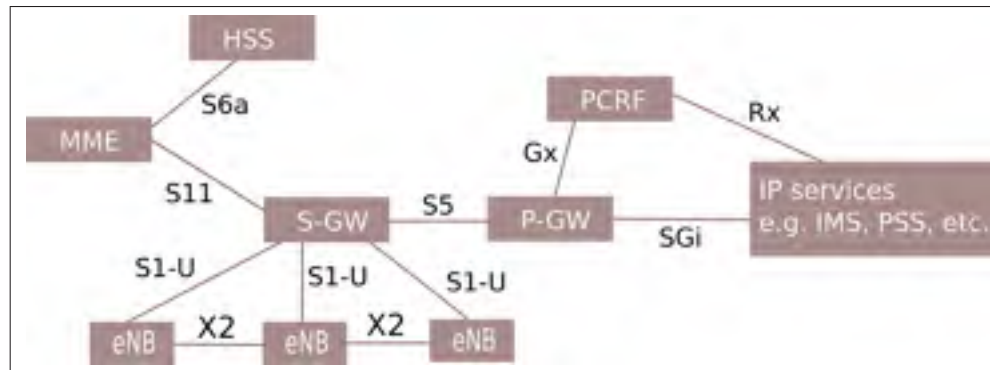 HSS
S6a
PCRF
Rx
MME
Gx
S11
IP services
e.g. IMS, PSS, etc.
S5
S-GW
P-GW
SGi
S1-U
S1-U
S1-U
X2
X2
eNB
eNB
eNB